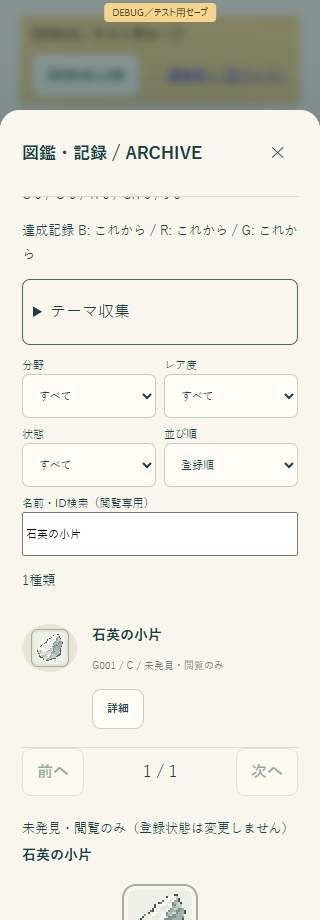 DEBUG／テスト用セーブ
図鑑・記録 / ARCHIVE
達成記録 B: これから / R: これから / G: これか
ら
▶ テーマ収集
分野
レア度
すべて
すべて
状態
並び順
すべて
登録順
名前・ID検索（閲覧専用）
石英の小片
1種類
石英の小片
G001 / C / 未発見・閲覧のみ
詳細
前へ
1 / 1
次へ
未発見・閲覧のみ（登録状態は変更しません）
石英の小片